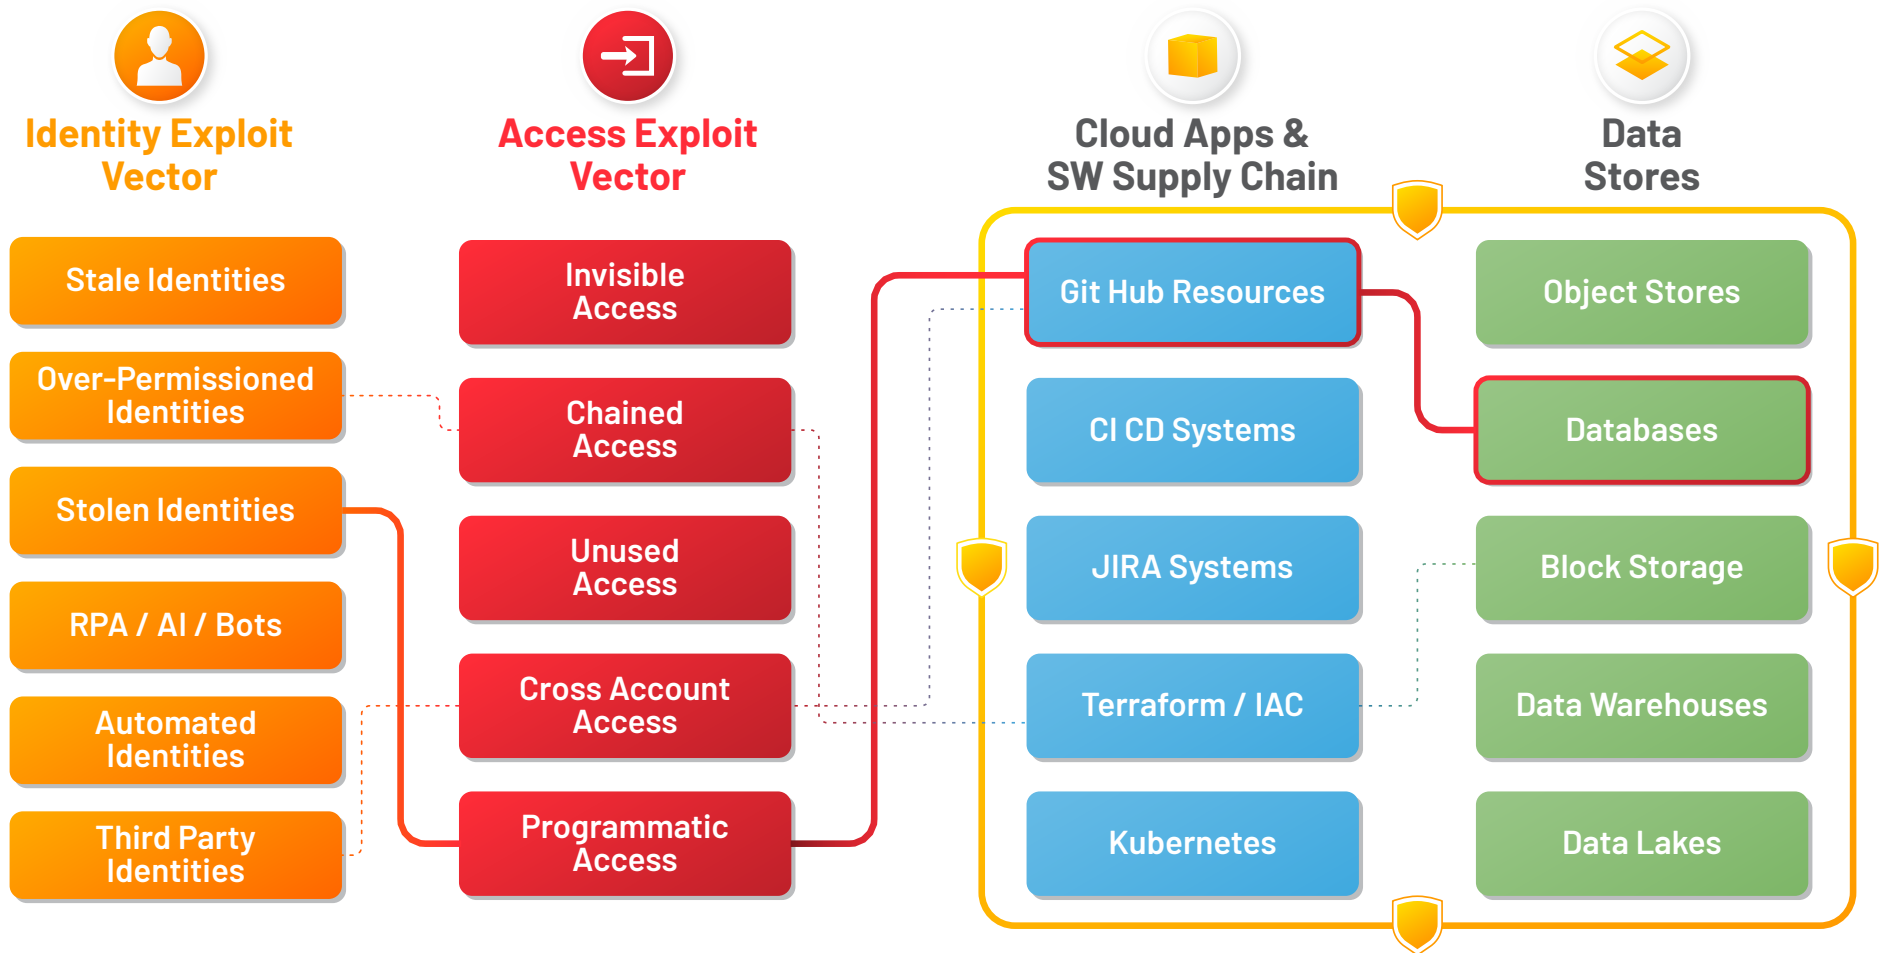 Identity Exploit
Vector
Access Exploit
Vector
Cloud Apps &
SW Supply Chain
Data
Stores
Stale Identities
Over-Permissioned
Identities
Stolen Identities
RPA / AI / Bots
Automated
Identities
Third Party
Identities
Invisible
Access
Chained
Access
Unused
Access
Cross Account
Access
Programmatic
Access
Git Hub Resources
CI CD Systems
JIRA Systems
Terraform / IAC
Kubernetes
Object Stores
Databases
Block Storage
Data Warehouses
Data Lakes